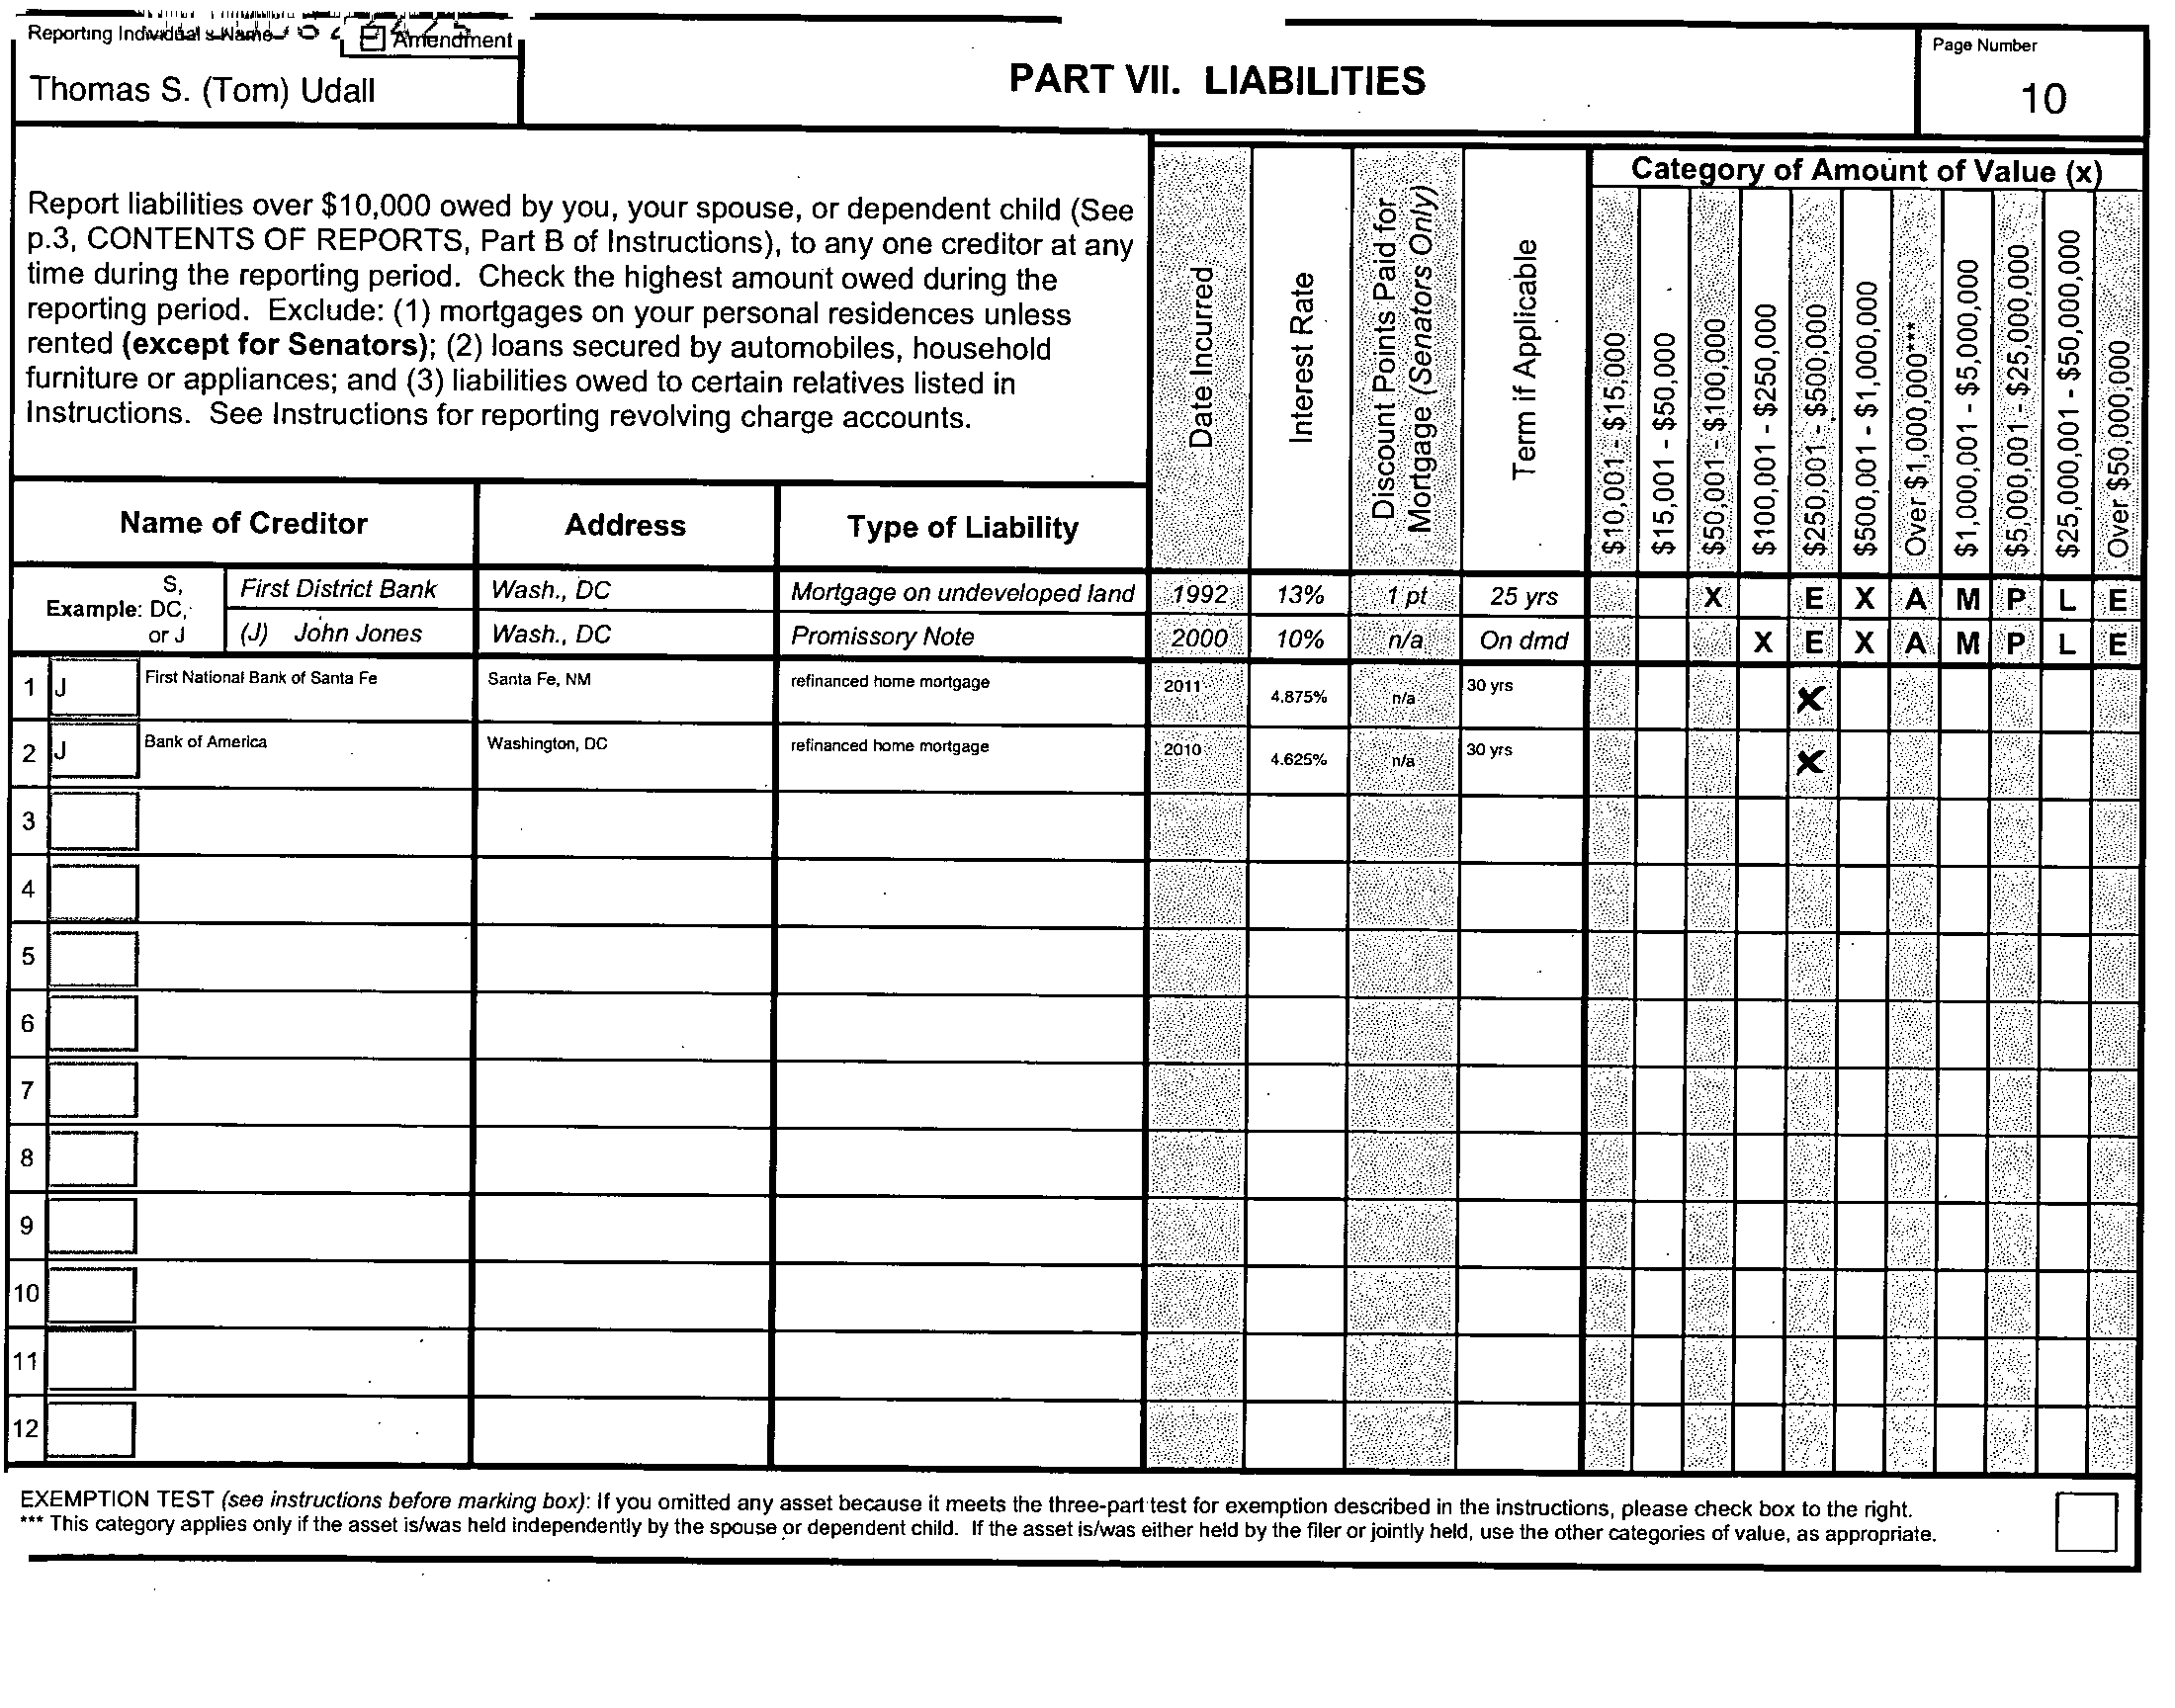 Reporting Individual's Name
Amendment
Thomas S. (Tom) Udall
PART VII. LIABILITIES
Page Number
10
Report liabilities over $10,000 owed by you, your spouse, or dependent child (See
p.3, CONTENTS OF REPORTS, Part B of Instructions), to any one creditor at any
time during the reporting period. Check the highest amount owed during the
reporting period. Exclude: (1) mortgages on your personal residences unless
rented (except for Senators); (2) loans secured by automobiles, household
furniture or appliances; and (3) liabilities owed to certain relatives listed in
Instructions. See Instructions for reporting revolving charge accounts.
Date Incurred
Interest Rate
Discount Points Paid for
Mortgage (Senators Only)
Term if Applicable
Category of Amount of Value (x)
$10,001 - $15,000
$15,001 - $50,000
$50,001 - $100,000
$100,001 - $250,000
$250,001 - $500,000
$500,001 - $1,000,000
Over $1,000,000***
$1,000,001 - $5,000,000
$5,000,001 - $25,000,000
$25,000,001 - $50,000,000
Over $50,000,000
Name of Creditor Address Type of Liability
Example: S, DC, or J
First District Bank Wash., DC Mortgage on undeveloped land 1992 13% 1 pt 25 yrs X E X A M P L E
(J) John Jones Wash., DC Promissory Note 2000 10% n/a On dmd X E X A M P L E
1 J First National Bank of Santa Fe Santa Fe, NM refinanced home mortgage 2011 4.875% n/a 30 yrs X
2 J Bank of America Washington, DC refinanced home mortgage 2010 4.625% n/a 30 yrs X
3
4
5
6
7
8
9
10
11
12
EXEMPTION TEST (see instructions before marking box): If you omitted any asset because it meets the three-part test for exemption described in the instructions, please check box to the right.
*** This category applies only if the asset is/was held independently by the spouse or dependent child. If the asset is/was either held by the filer or jointly held, use the other categories of value, as appropriate.